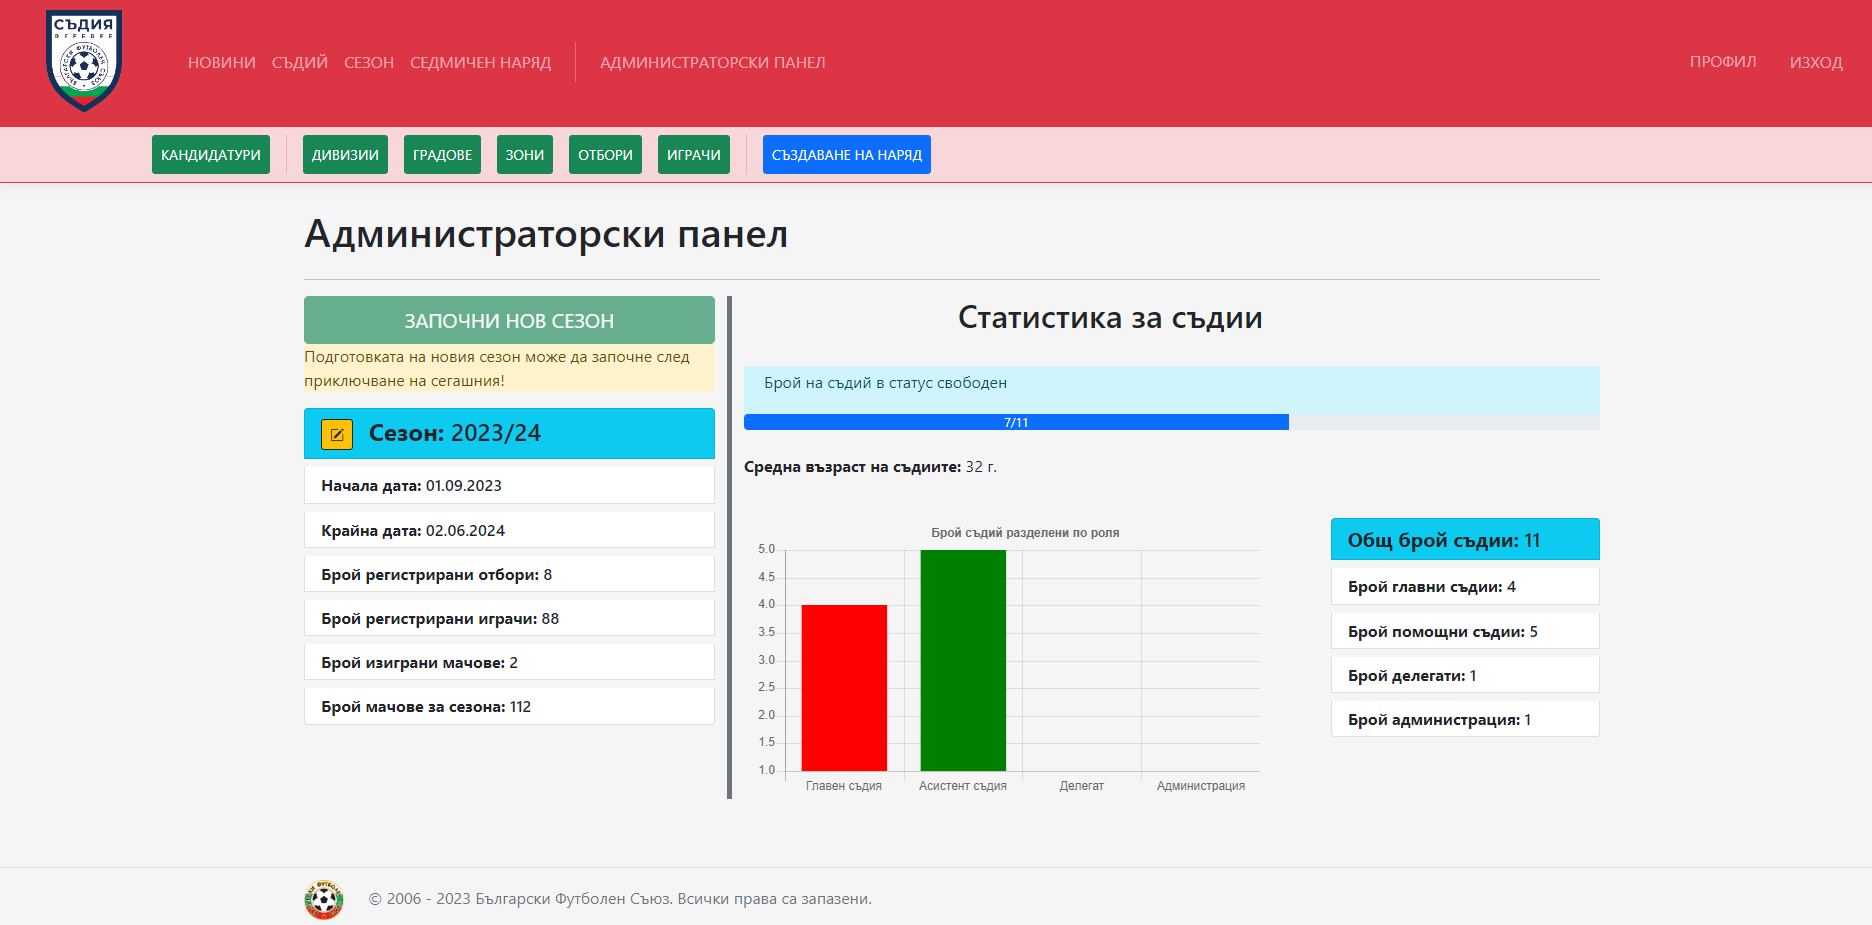 СЪДИЯ
REFEREE
БЪЛГАРСКИ ФУТБОЛЕН СЪЮЗ
НОВИНИ СЪДИЙ СЕЗОН СЕДМИЧЕН НАРЯД АДМИНИСТРАТОРСКИ ПАНЕЛ ПРОФИЛ ИЗХОД
КАНДИДАТУРИ ДИВИЗИИ ГРАДОВЕ ЗОНИ ОТБОРИ ИГРАЧИ СЪЗДАВАНЕ НА НАРЯД
Администраторски панел
ЗАПОЧНИ НОВ СЕЗОН
Подготовката на новия сезон може да започне след
приключване на сегашния!
Сезон: 2023/24
Начала дата: 01.09.2023
Крайна дата: 02.06.2024
Брой регистрирани отбори: 8
Брой регистрирани играчи: 88
Брой изиграни мачове: 2
Брой мачове за сезона: 112
Статистика за съдии
Брой на съдий в статус свободен
7/11
Средна възраст на съдиите: 32 г.
Брой съдий разделени по роля
5.0
4.5
4.0
3.5
3.0
2.5
2.0
1.5
1.0
Главен съдия Асистент съдия Делегат Администрация
Общ брой съдии: 11
Брой главни съдии: 4
Брой помощни съдии: 5
Брой делегати: 1
Брой администрация: 1
© 2006 - 2023 Български Футболен Съюз. Всички права са запазени.